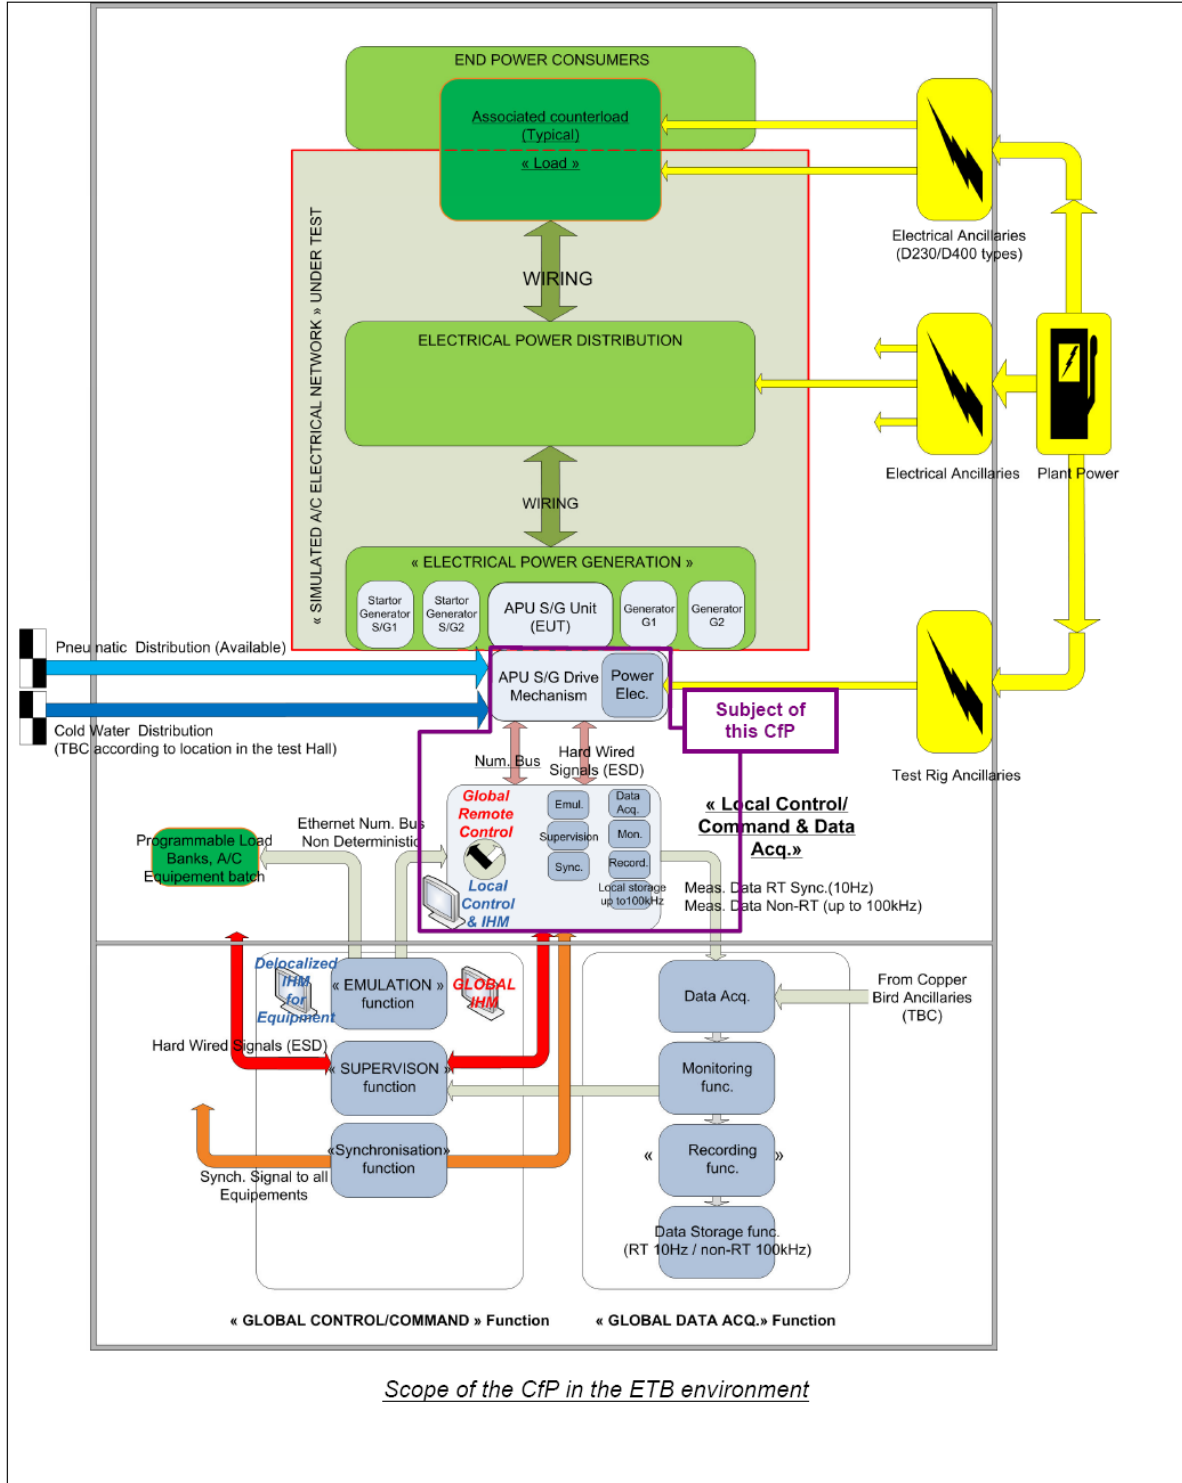 END POWER CONSUMERS
Associated counterload
(Typical)
« Load »
Electrical Ancillaries
(D230/D400 types)
« SIMULATED A/C ELECTRICAL NETWORK » UNDER TEST
WIRING
ELECTRICAL POWER DISTRIBUTION
Electrical Ancillaries
Plant Power
WIRING
« ELECTRICAL POWER GENERATION »
Startor
Generator
S/G1
Startor
Generator
S/G2
APU S/G Unit
(EUT)
Generator
G1
Generator
G2
Pneumatic Distribution (Available)
APU S/G Drive
Mechanism
Power
Elec.
Subject of
this CfP
Cold Water Distribution
(TBC according to location in the test Hall)
Num. Bus
Hard Wired
Signals (ESD)
Test Rig Ancillaries
Global
Remote
Control
Emul.
Supervision
Sync.
Data
Acq.
Mon.
Record.
Local storage
up to100kHz
Local
Control
& IHM
« Local Control/
Command & Data
Acq.»
Ethernet Num. Bus
Non Deterministic
Programmable Load
Banks, A/C
Equipement batch
Meas. Data RT Sync.(10Hz)
Meas. Data Non-RT (up to 100kHz)
Delocalized
IHM
for
Equipment
« EMULATION »
function
GLOBAL
IHM
Data Acq.
From Copper
Bird Ancillaries
(TBC)
Hard Wired Signals (ESD)
« SUPERVISON »
function
Monitoring
func.
«Synchronisation»
function
« Recording »
func.
Synch. Signal to all
Equipements
Data Storage func.
(RT 10Hz / non-RT 100kHz)
« GLOBAL CONTROL/COMMAND » Function
« GLOBAL DATA ACQ.» Function
Scope of the CfP in the ETB environment